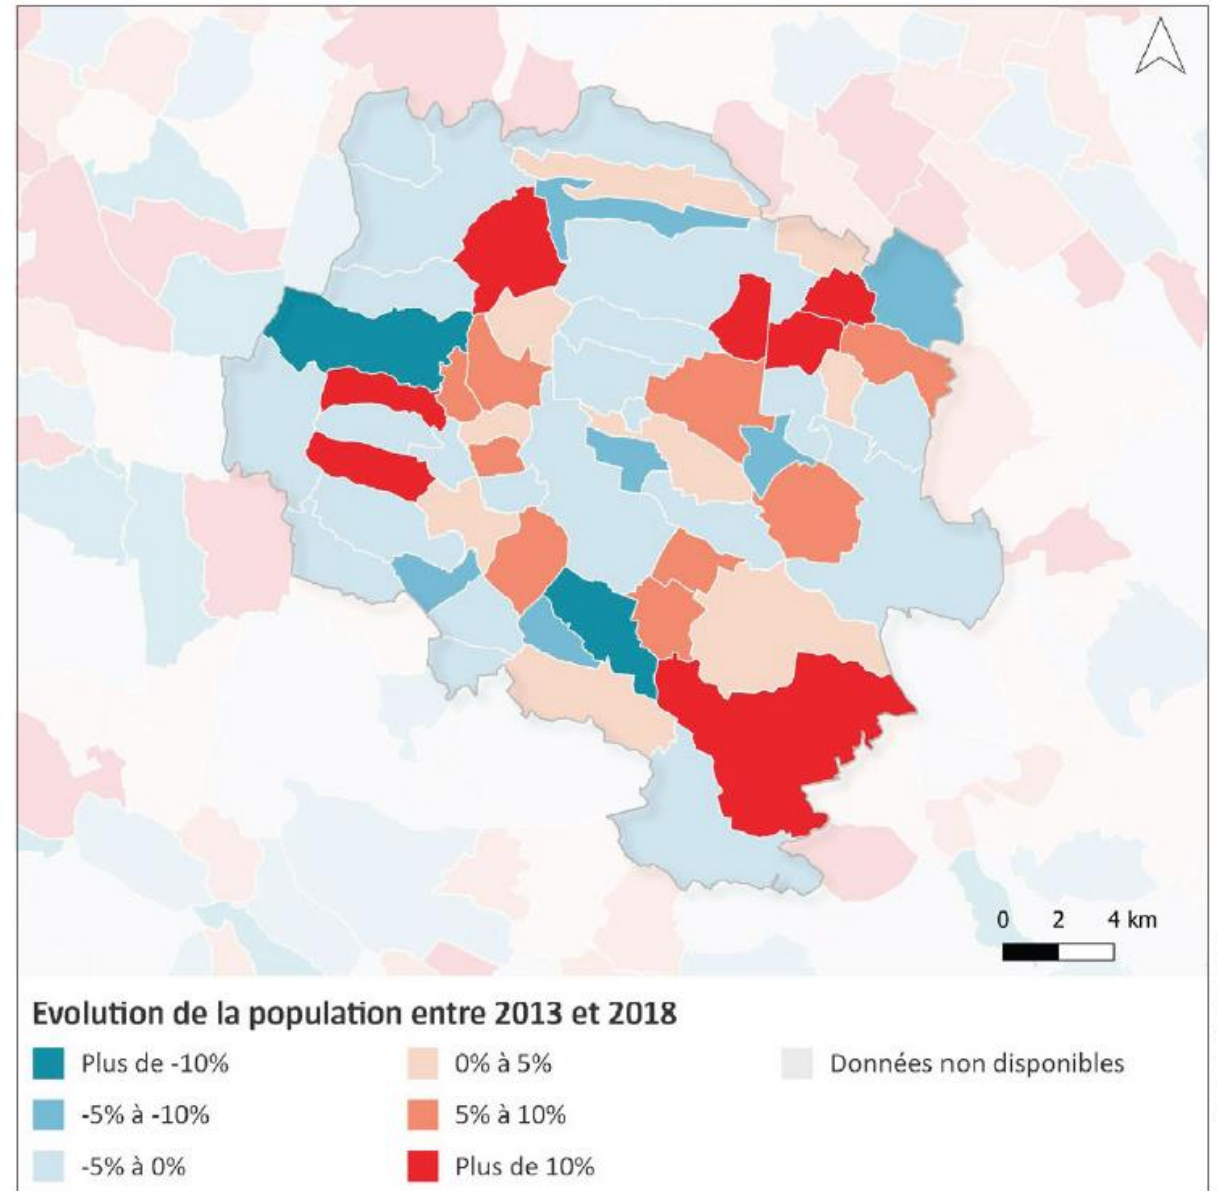 0 2 4 km
Evolution de la population entre 2013 et 2018
Plus de -10% 0% à 5% Données non disponibles
-5% à -10% 5% à 10%
-5% à 0% Plus de 10%